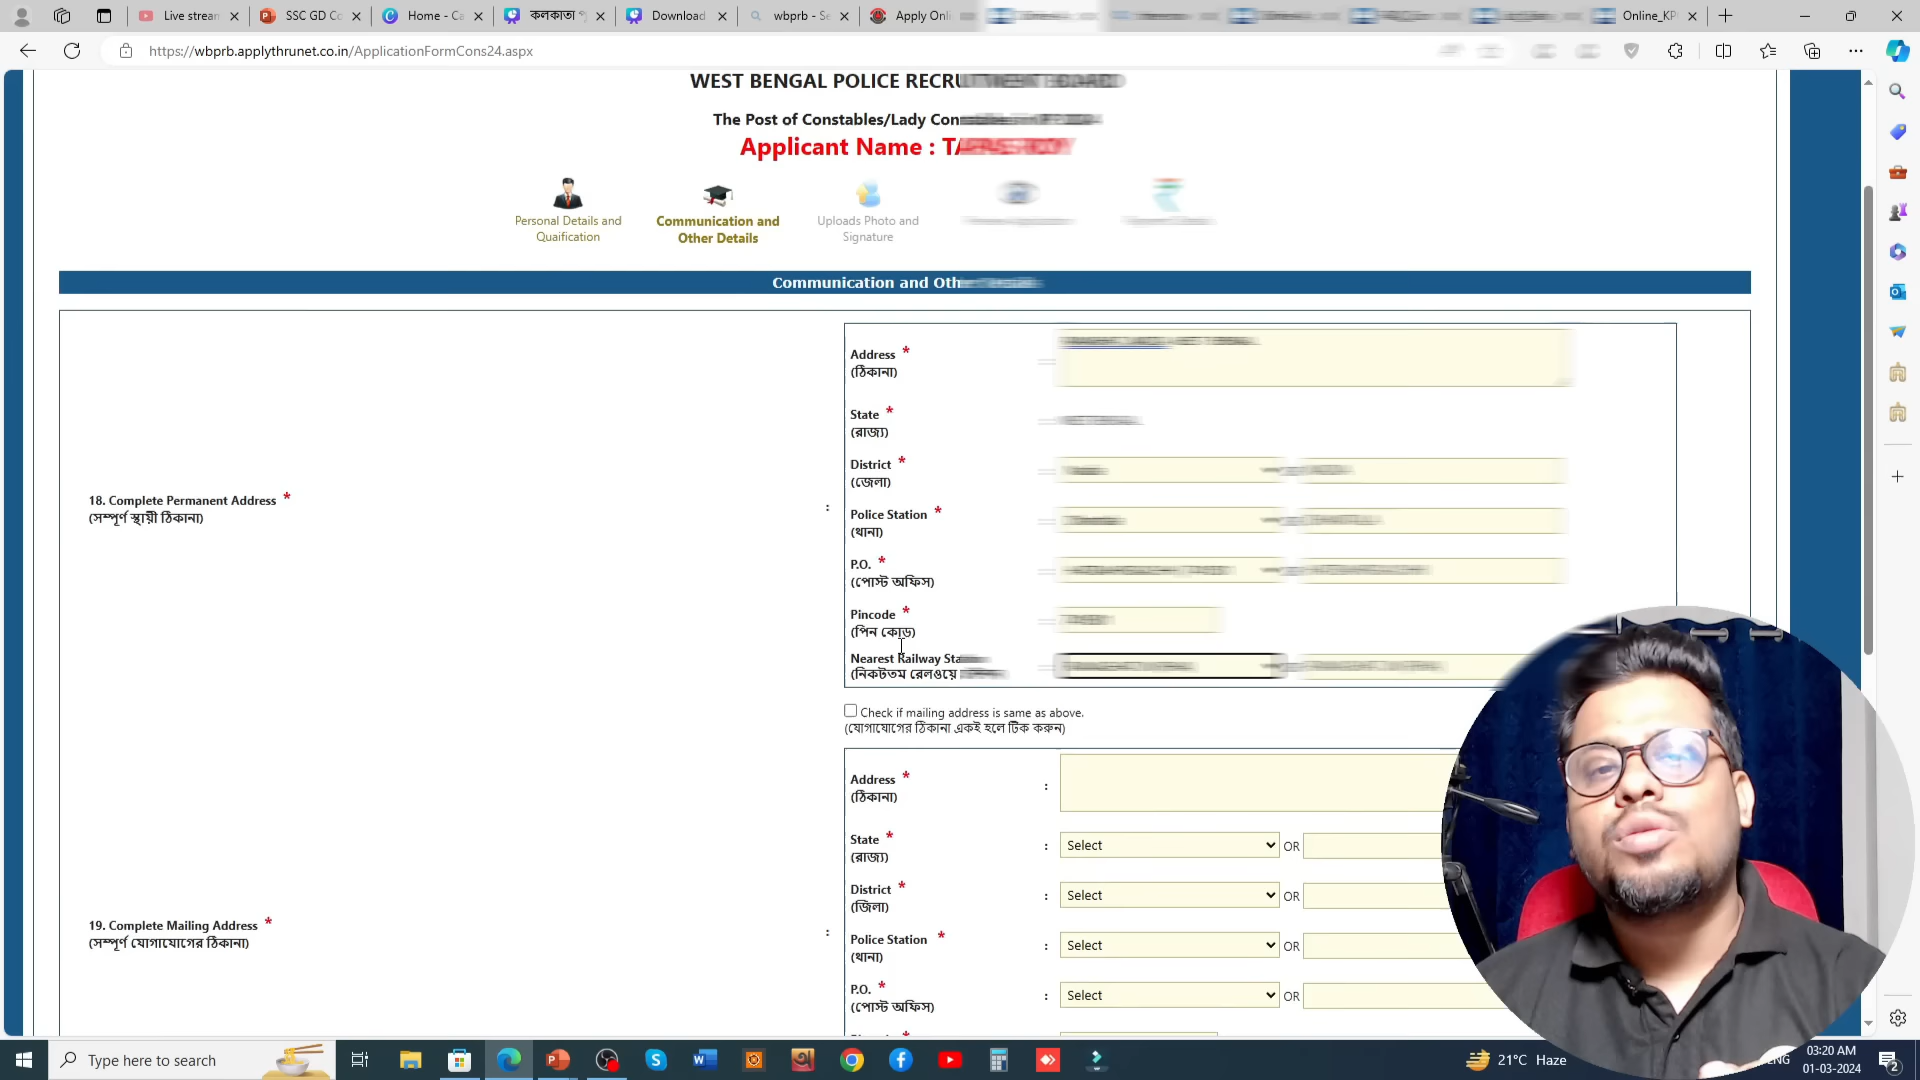 Live strean
SSC GD Co
Home - Ca
কলকাতা প
Download
wbprb - Se
Apply Onli
Online_KP
https://wbprb.applythrunet.co.in/ApplicationFormCons24.aspx
WEST BENGAL POLICE
The Post of Constables/Lady
Applicant Name :
Personal Details and
Quaification
Communication and
Other Details
Uploads Photo and
Signature
Communication and
18. Complete Permanent Address *
(সম্পূর্ণ স্থায়ী ঠিকানা)
:
Address *
(ঠিকানা)
State *
(রাজ্য)
District *
(জেলা)
Police Station *
(থানা)
P.O. *
(পোস্ট অফিস)
Pincode *
(পিন কোড)
Nearest Railway
(নিকটতম রেলওয়ে
Check if mailing address is same as above.
(যোগাযোগের ঠিকানা একই হলে টিক করুন)
19. Complete Mailing Address *
(সম্পূর্ণ যোগাযোগের ঠিকানা)
:
Address *
(ঠিকানা)
:
State *
(রাজ্য)
: Select OR
District *
(জিলা)
: Select OR
Police Station *
(থানা)
: Select OR
P.O. *
(পোস্ট অফিস)
: Select OR
Type here to search
21°C Haze
ENG
03:20 AM
01-03-2024
2